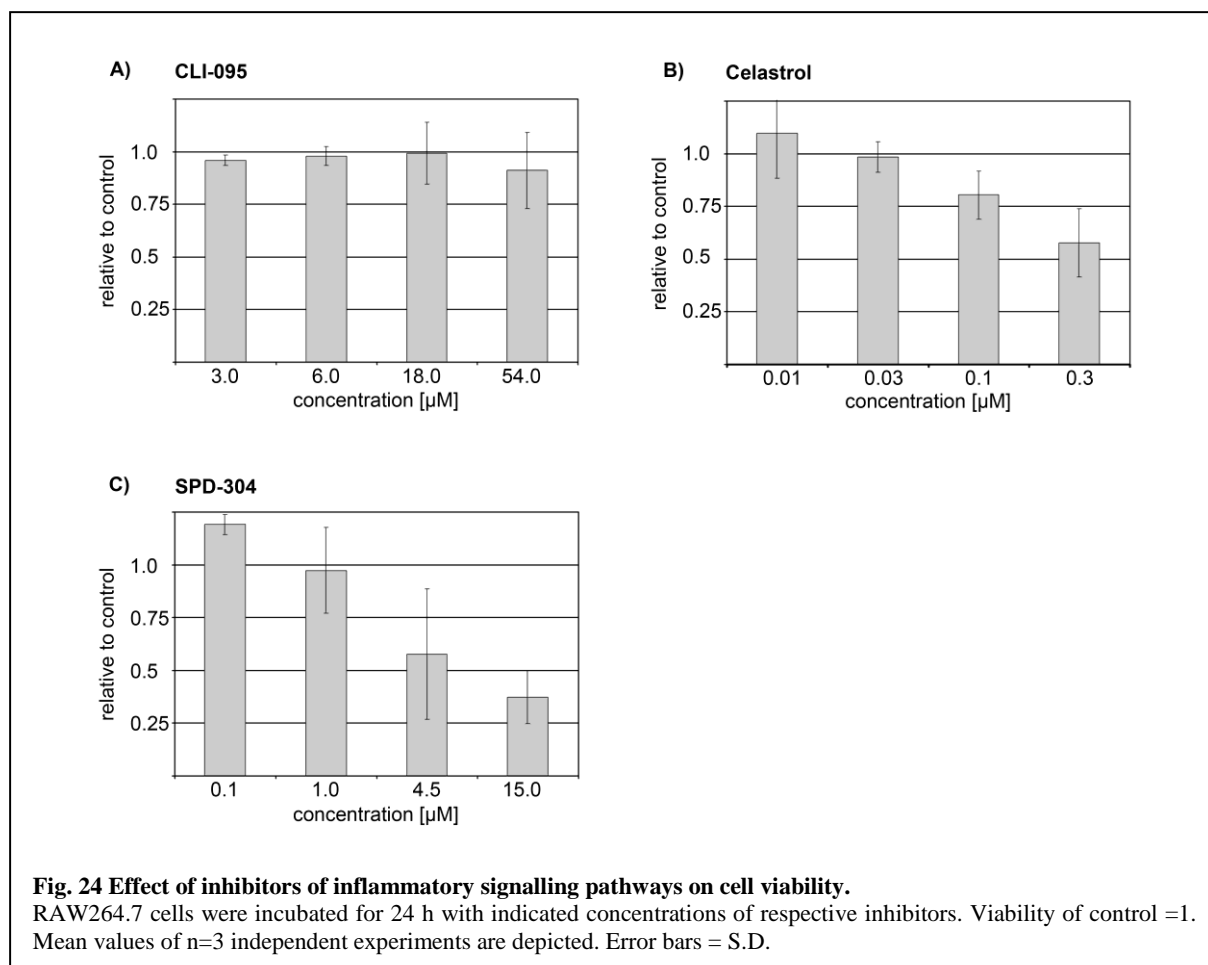 A) CLI-095
relative to control
1.0
0.75
0.5
0.25
3.0 6.0 18.0 54.0
concentration [µM]
B) Celastrol
relative to control
1.0
0.75
0.5
0.25
0.01 0.03 0.1 0.3
concentration [µM]
C) SPD-304
relative to control
1.0
0.75
0.5
0.25
0.1 1.0 4.5 15.0
concentration [µM]
Fig. 24 Effect of inhibitors of inflammatory signalling pathways on cell viability.
RAW264.7 cells were incubated for 24 h with indicated concentrations of respective inhibitors. Viability of control =1.
Mean values of n=3 independent experiments are depicted. Error bars = S.D.